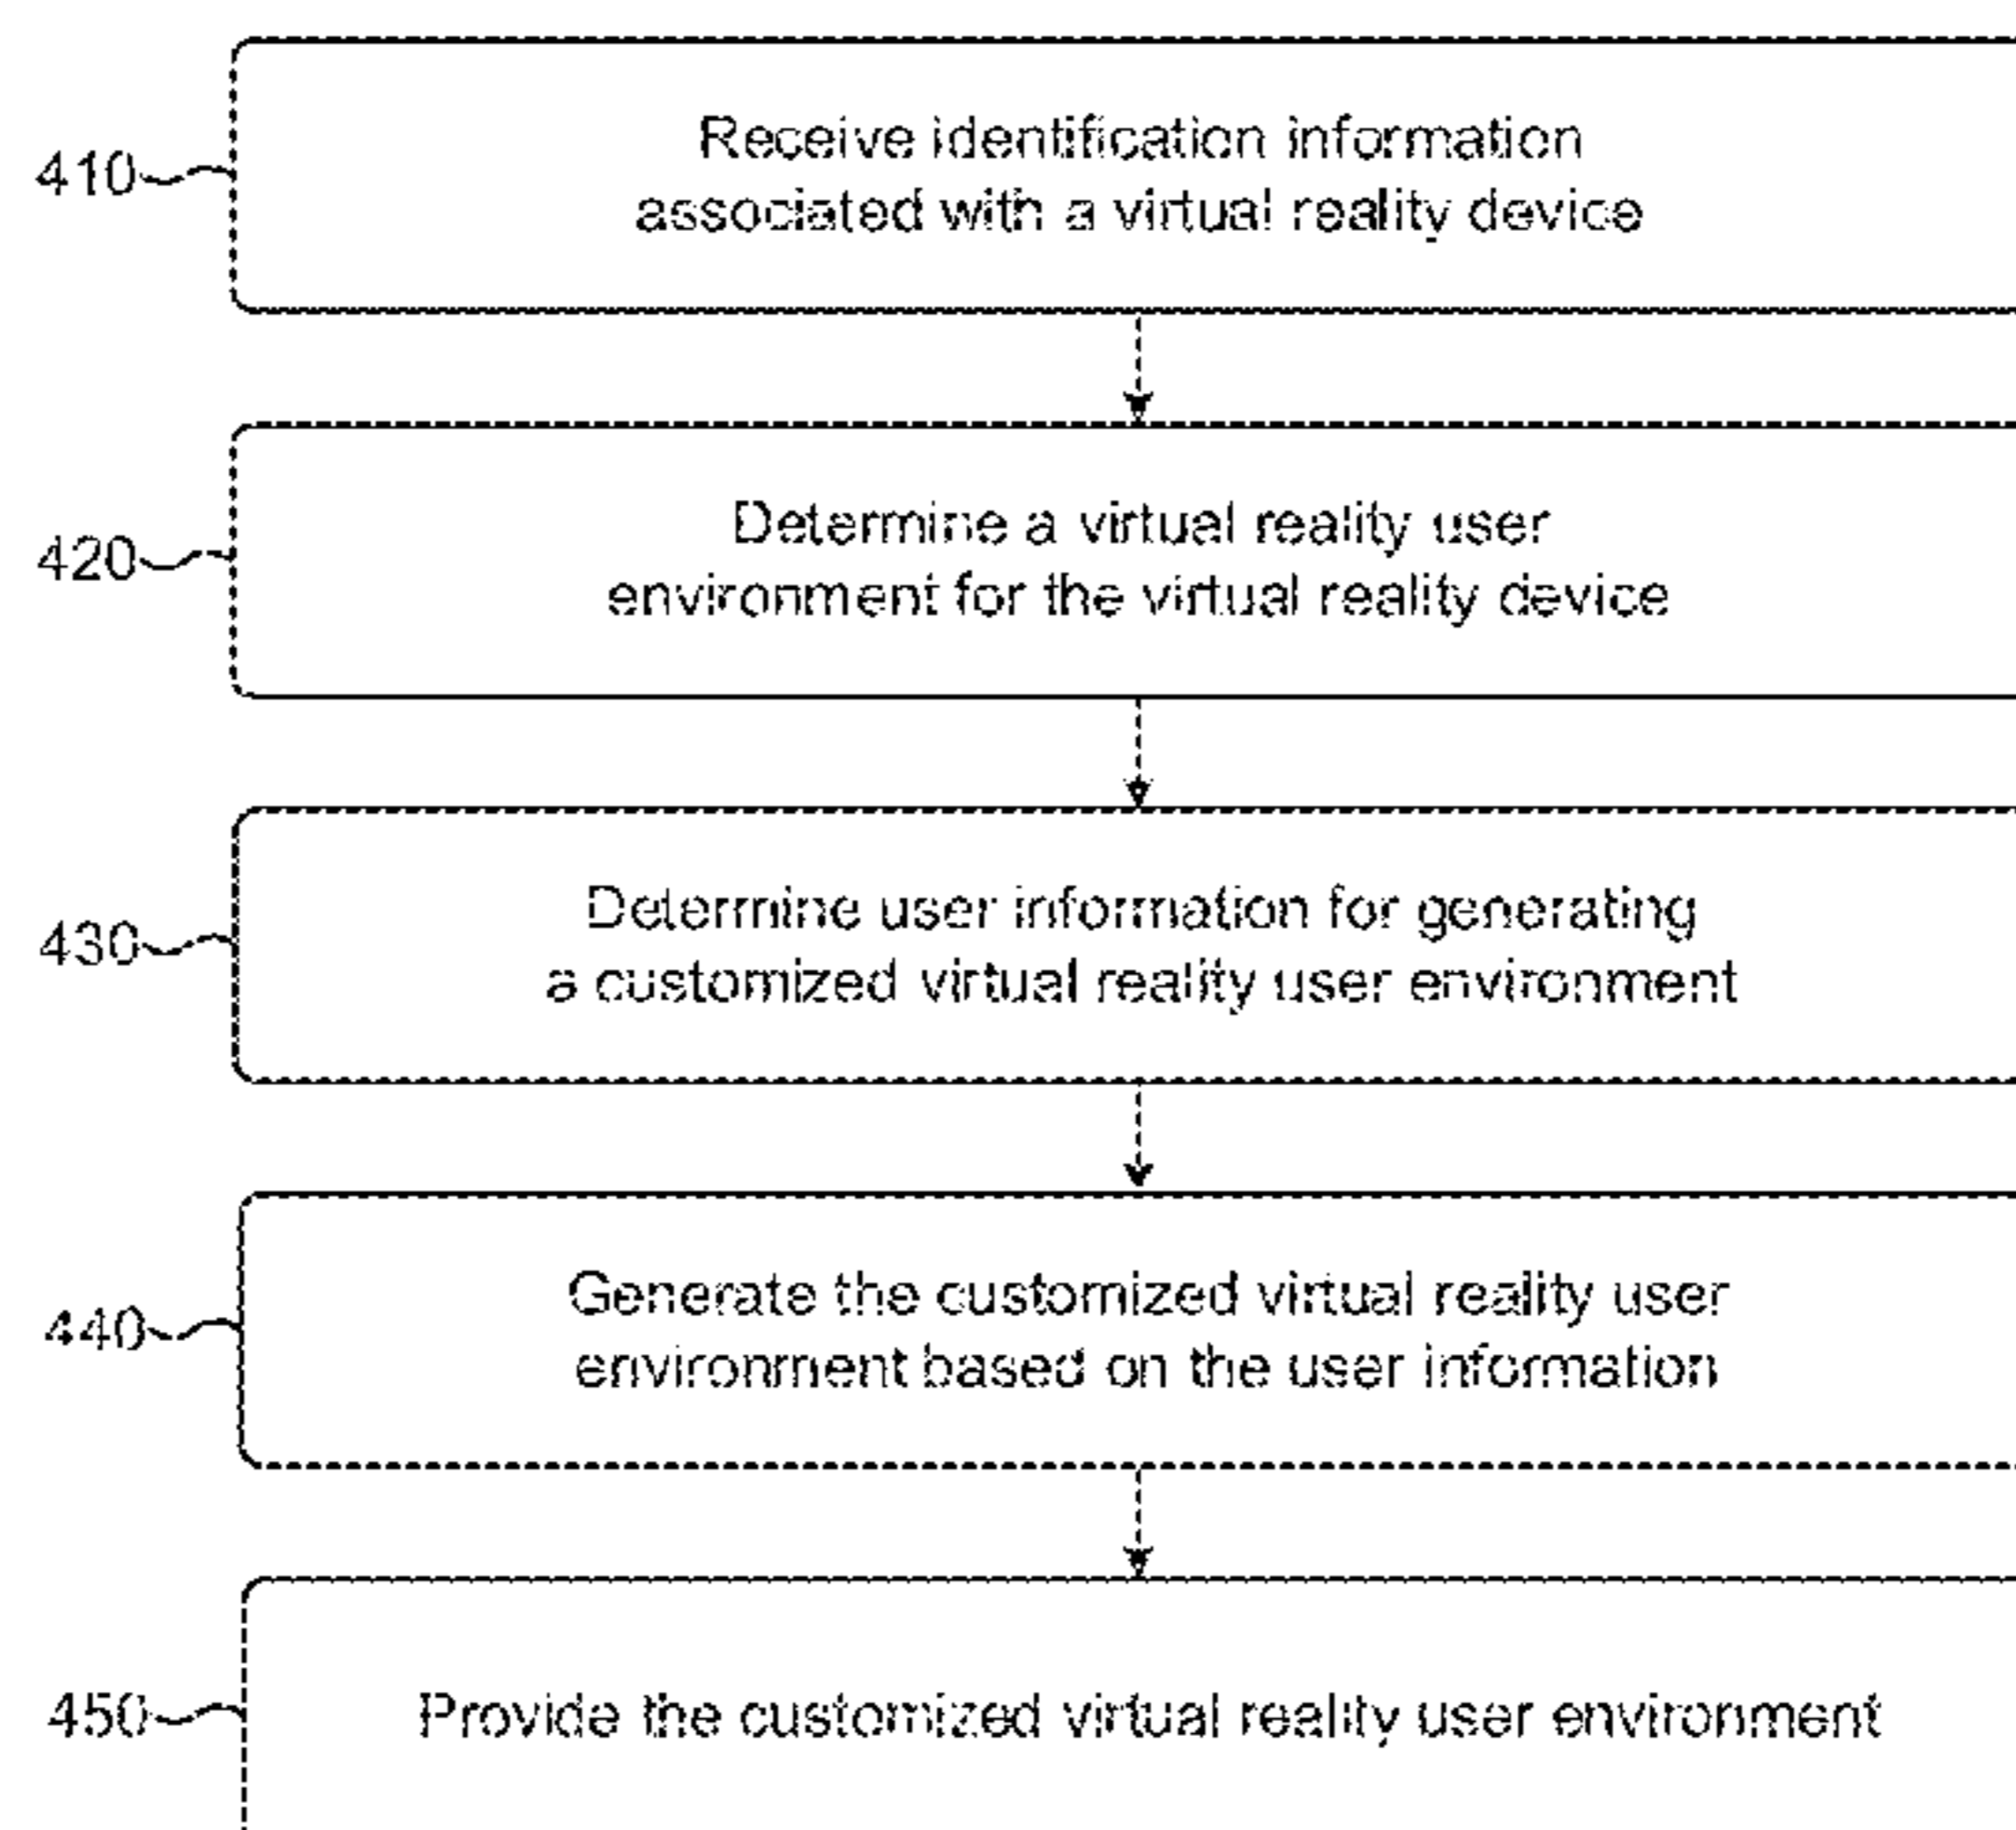 410
Receive identification information
associated with a virtual reality device
420
Determine a virtual reality user
environment for the virtual reality device
430
Determine user information for generating
a customized virtual reality user environment
440
Generate the customized virtual reality user
environment based on the user information
450
Provide the customized virtual reality user environment